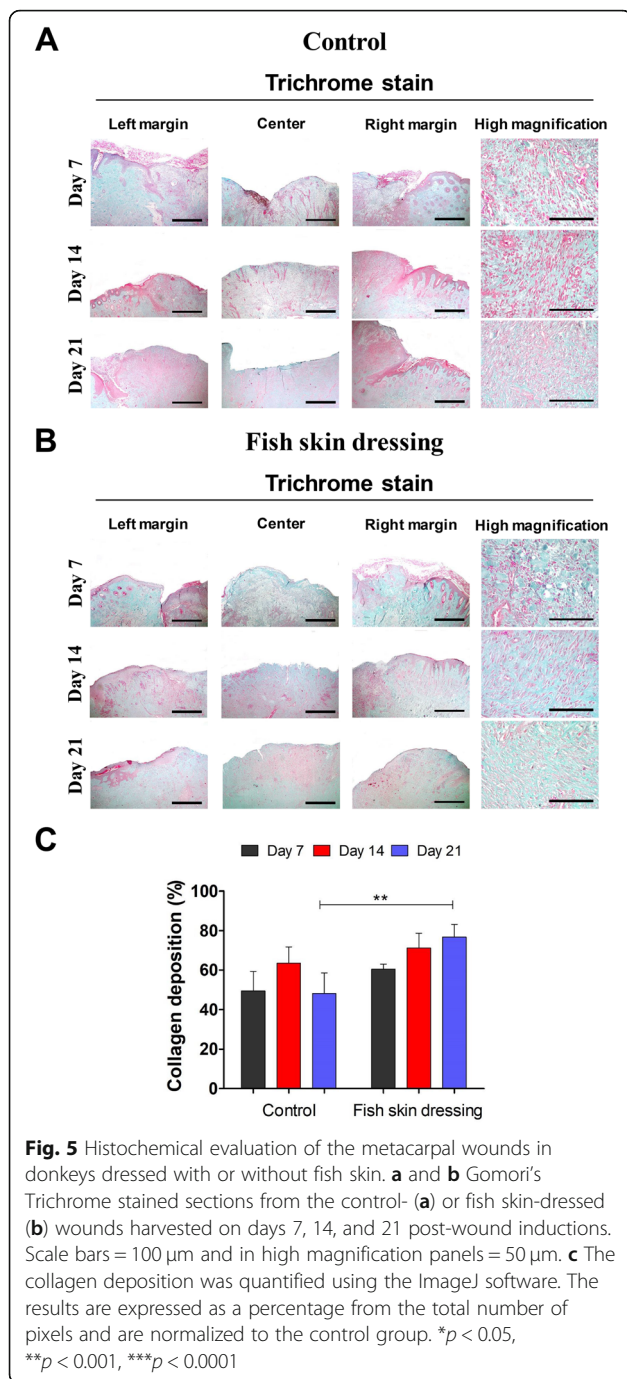 A
Control
Trichrome stain
Left margin Center Right margin High magnification
Day 7
Day 14
Day 21
B
Fish skin dressing
Trichrome stain
Left margin Center Right margin High magnification
Day 7
Day 14
Day 21
C
Day 7 Day 14 Day 21
Collagen deposition (%)
100
80
60
40
20
0
**
Control Fish skin dressing
Fig. 5 Histochemical evaluation of the metacarpal wounds in
donkeys dressed with or without fish skin. a and b Gomori's
Trichrome stained sections from the control- (a) or fish skin-dressed
(b) wounds harvested on days 7, 14, and 21 post-wound inductions.
Scale bars = 100 μm and in high magnification panels = 50 μm. c The
collagen deposition was quantified using the ImageJ software. The
results are expressed as a percentage from the total number of
pixels and are normalized to the control group. *p < 0.05,
**p < 0.001, ***p < 0.0001